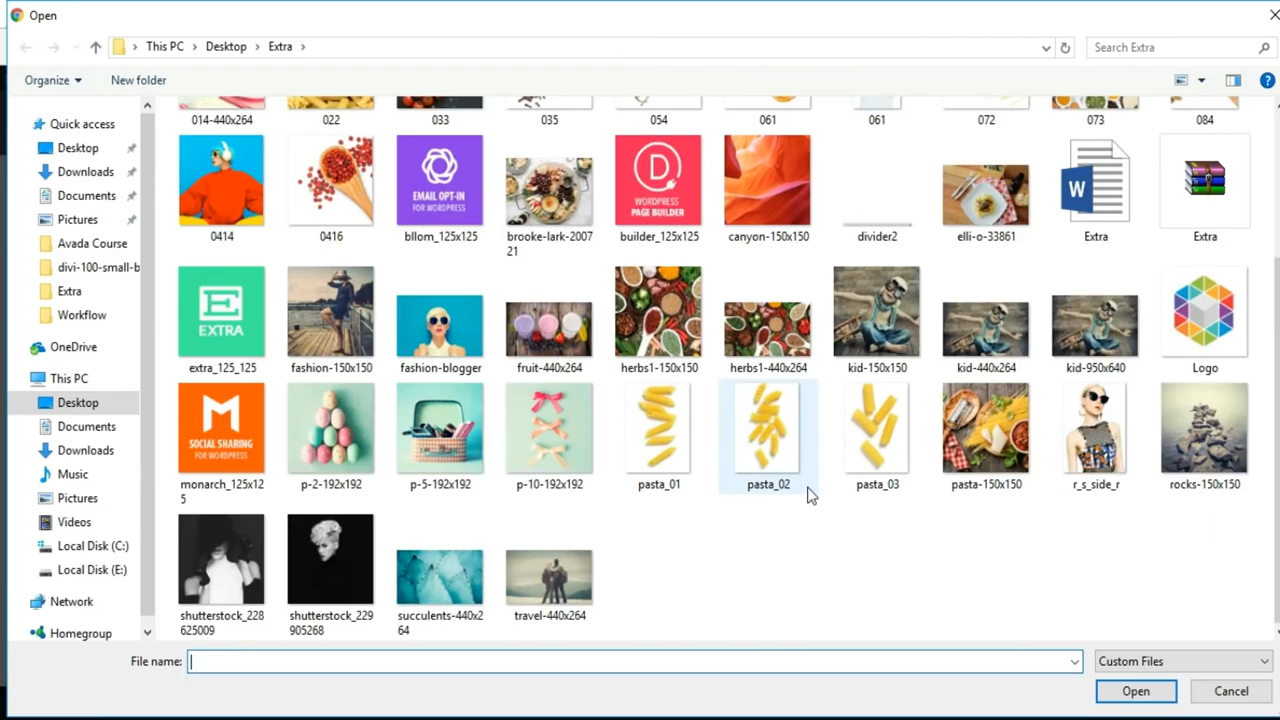 Open
This PC
Desktop
Extra
Search Extra
Organize
New folder
Quick access
Desktop
Downloads
Documents
Pictures
Avada Course
divi-100-small-b
Extra
Workflow
OneDrive
This PC
Desktop
Documents
Downloads
Music
Pictures
Videos
Local Disk (C:)
Local Disk (E:)
Network
Homegroup
014-440x264
022
033
035
054
061
061
072
073
084
EMAIL OPT-IN
FOR WORDPRESS
D
WORDPRESS
PAGE BUILDER
W
0414
0416
bllom_125x125
brooke-lark-2007
21
builder_125x125
canyon-150x150
divider2
elli-o-33861
Extra
Extra
E
EXTRA
extra_125_125
fashion-150x150
fashion-blogger
fruit-440x264
herbs1-150x150
herbs1-440x264
kid-150x150
kid-440x264
kid-950x640
Logo
M
SOCIAL SHARING
FOR WORDPRESS
monarch_125x12
5
p-2-192x192
p-5-192x192
p-10-192x192
pasta_01
pasta_02
pasta_03
pasta-150x150
r_s_side_r
rocks-150x150
shutterstock_228
625009
shutterstock_229
905268
succulents-440x2
64
travel-440x264
File name:
Custom Files
Open
Cancel